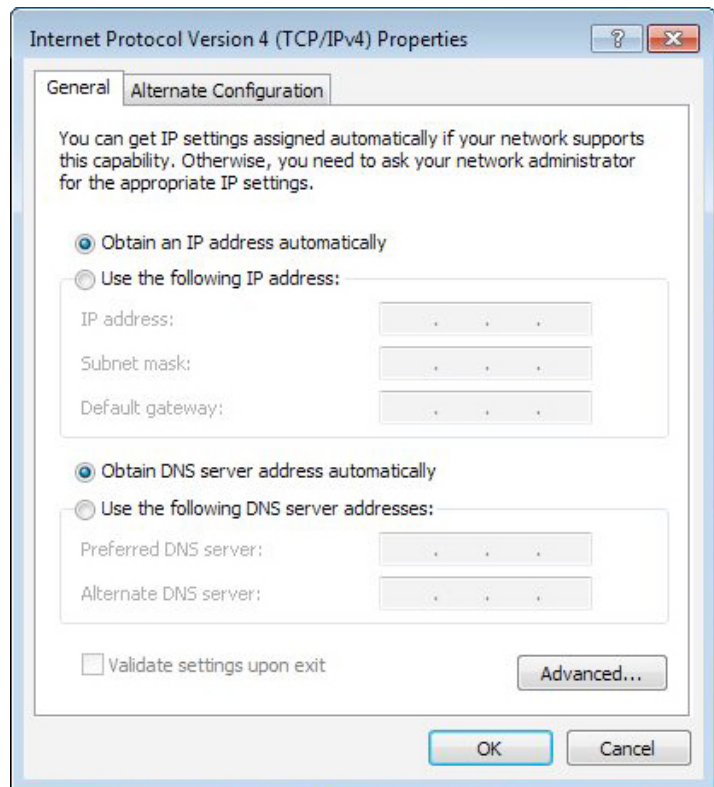 Internet Protocol Version 4 (TCP/IPv4) Properties
General
Alternate Configuration
You can get IP settings assigned automatically if your network supports
this capability. Otherwise, you need to ask your network administrator
for the appropriate IP settings.
Obtain an IP address automatically
Use the following IP address:
IP address:
Subnet mask:
Default gateway:
Obtain DNS server address automatically
Use the following DNS server addresses:
Preferred DNS server:
Alternate DNS server:
Validate settings upon exit
Advanced...
OK
Cancel